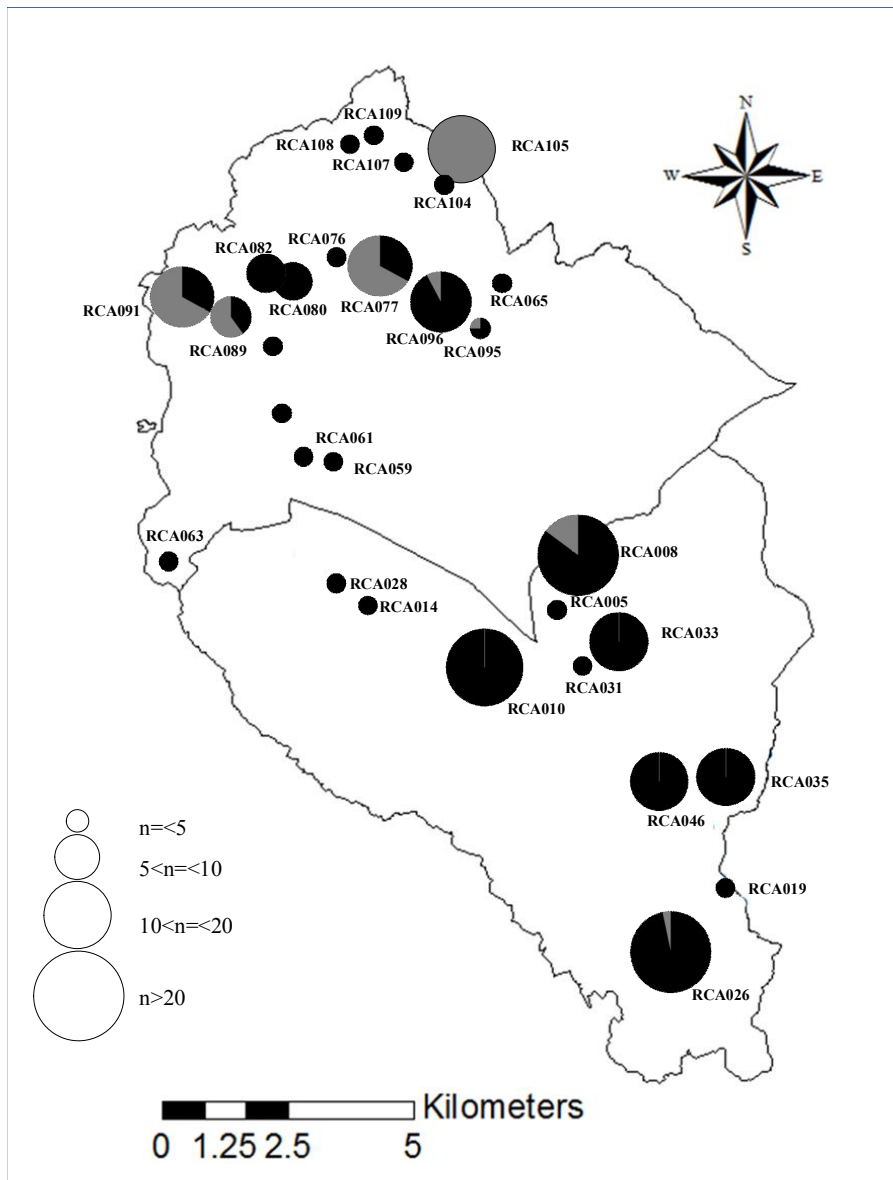 N
W
E
S
RCA109
RCA108
RCA107
RCA105
RCA104
RCA082
RCA076
RCA080
RCA077
RCA065
RCA091
RCA096
RCA095
RCA089
RCA061
RCA059
RCA063
RCA008
RCA028
RCA014
RCA005
RCA033
RCA031
RCA010
RCA035
RCA046
RCA019
RCA026
n=<5
5<n=<10
10<n=<20
n>20
Kilometers
0 1.25 2.5 5